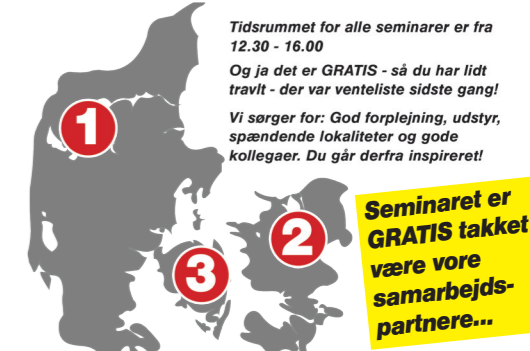 Tidsrummet for alle seminarer er fra
12.30 - 16.00
Og ja det er GRATIS - så du har lidt
travlt - der var venteliste sidste gang!
Vi sørger for: God forplejning, udstyr,
spændende lokaliteter og gode
kollegaer. Du går derfra inspireret!
1
2
3
Seminaret er
GRATIS takket
være vore
samarbejds-
partnere...